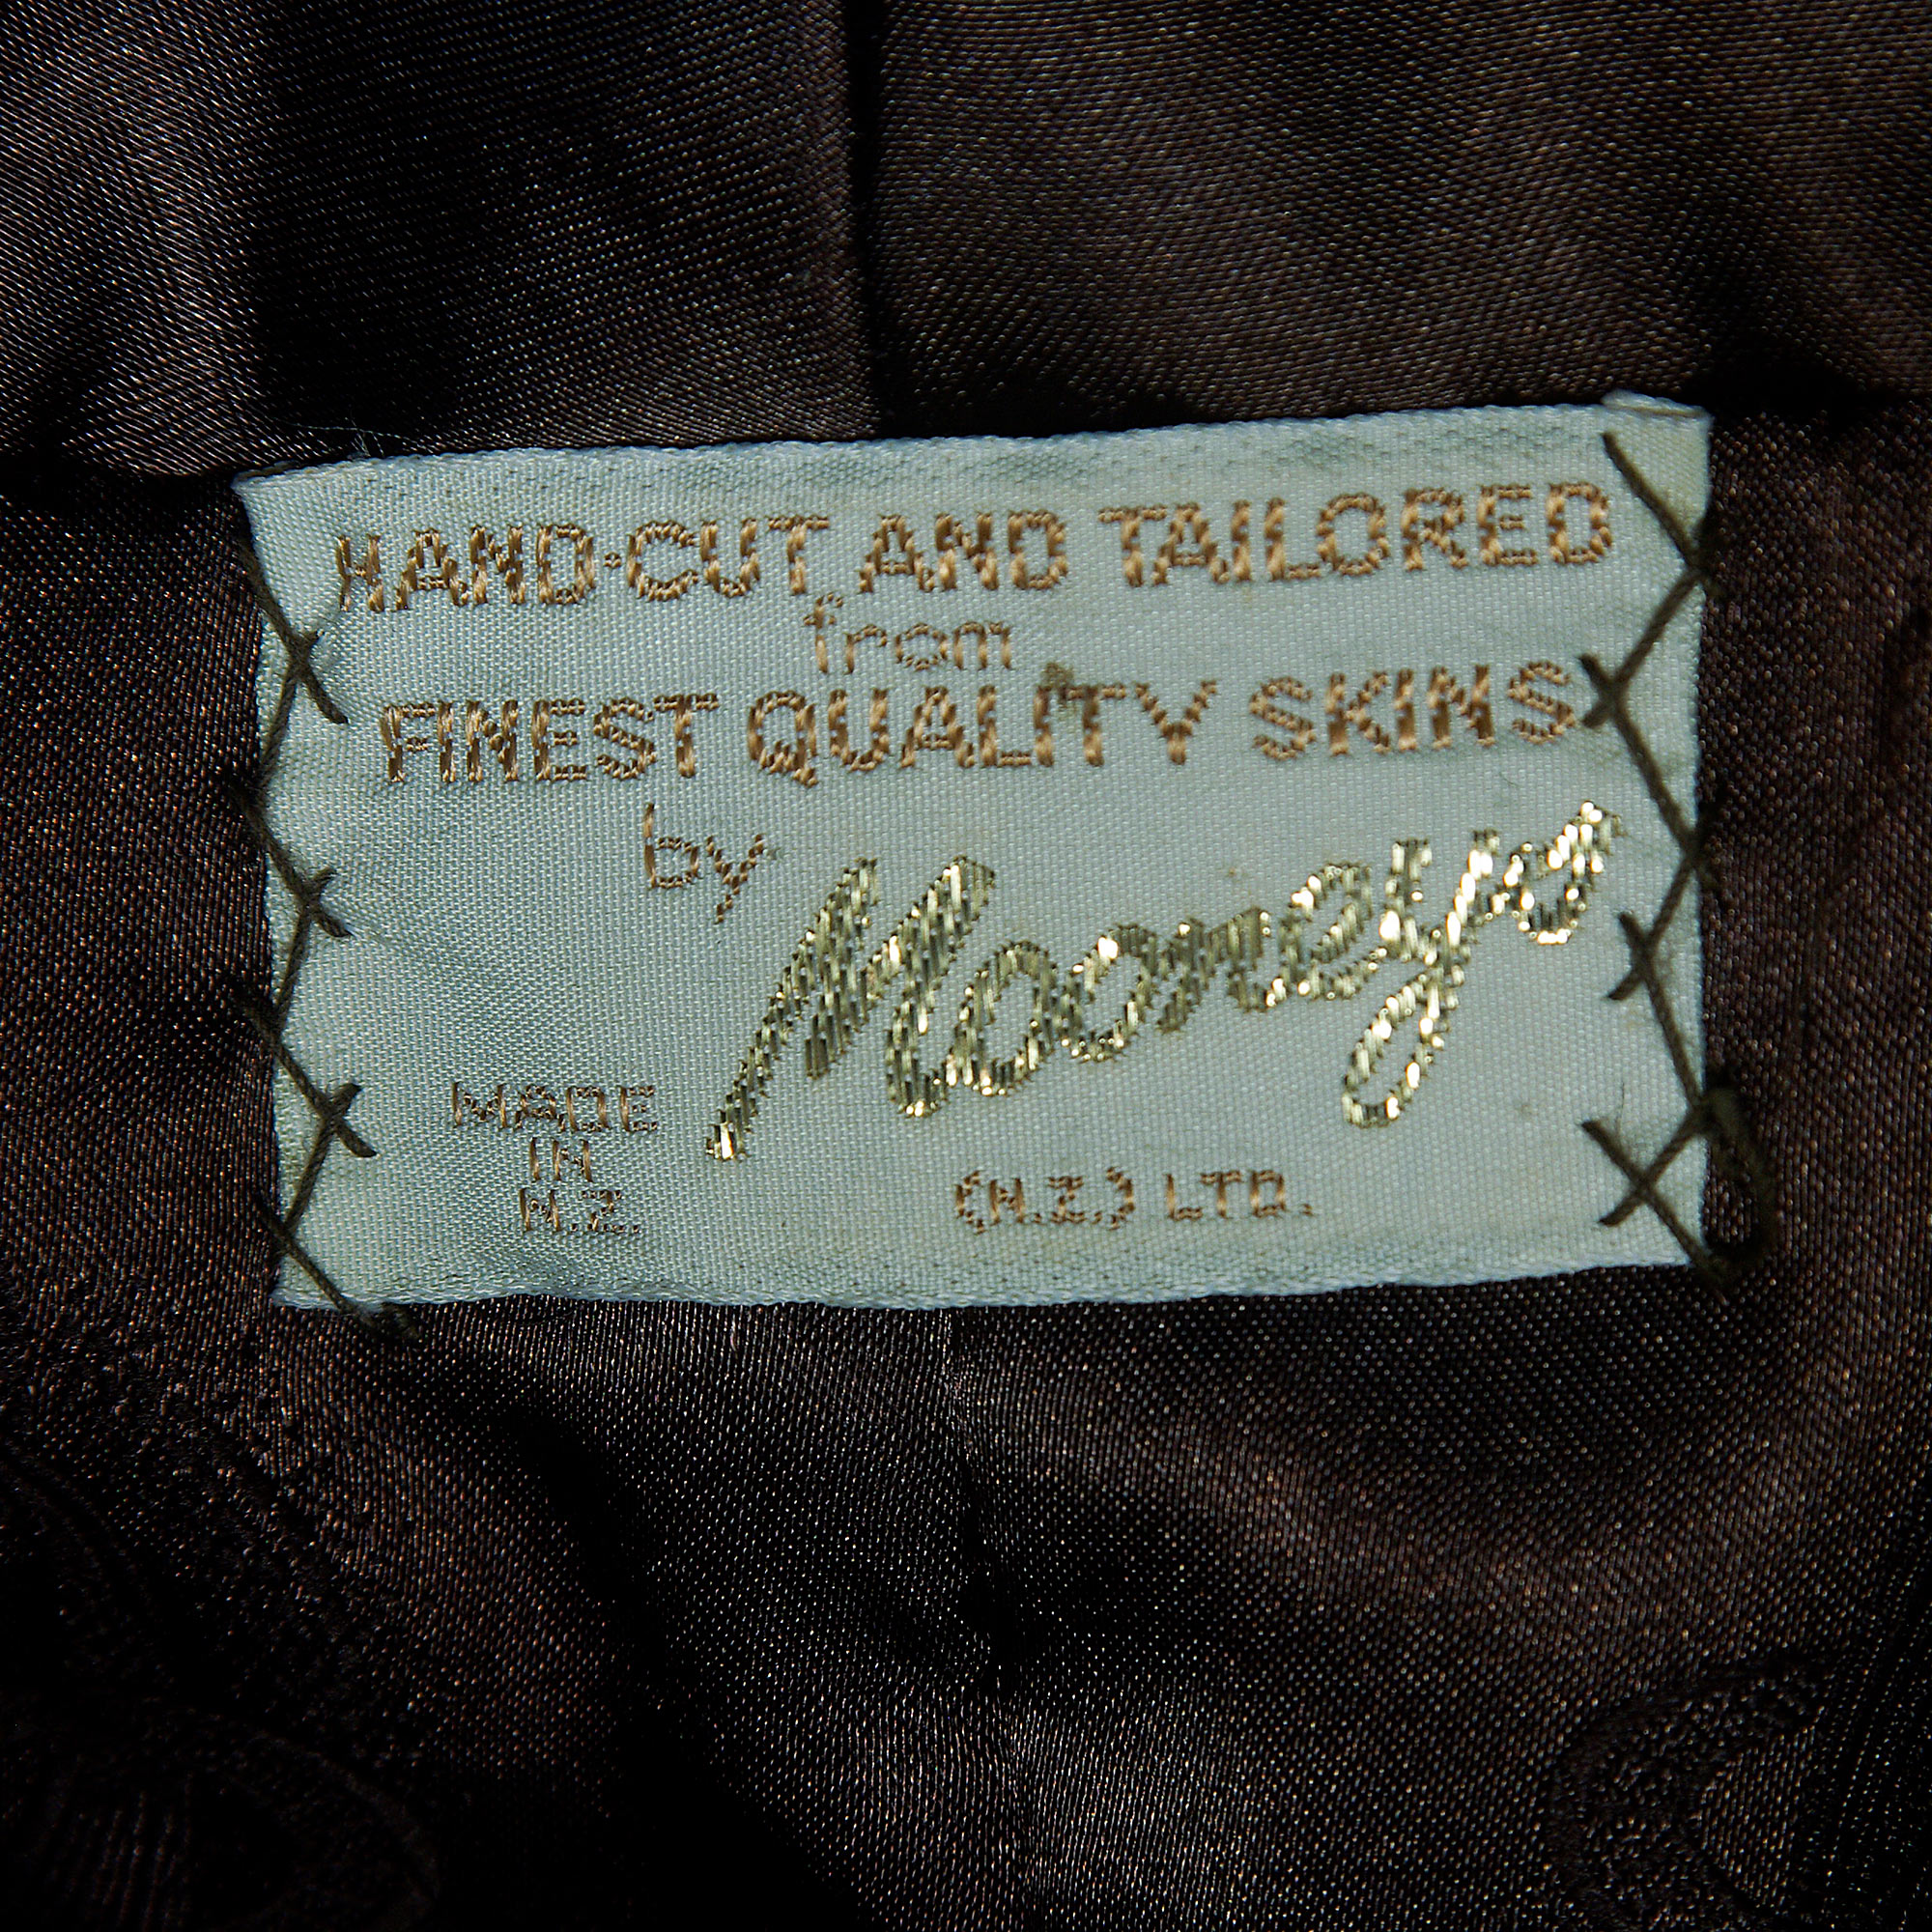 HAND·CUT AND TAILORED
from
FINEST QUALITY SKINS
by Mooneys
MADE
IN
N.Z.
(N.Z.) LTD.